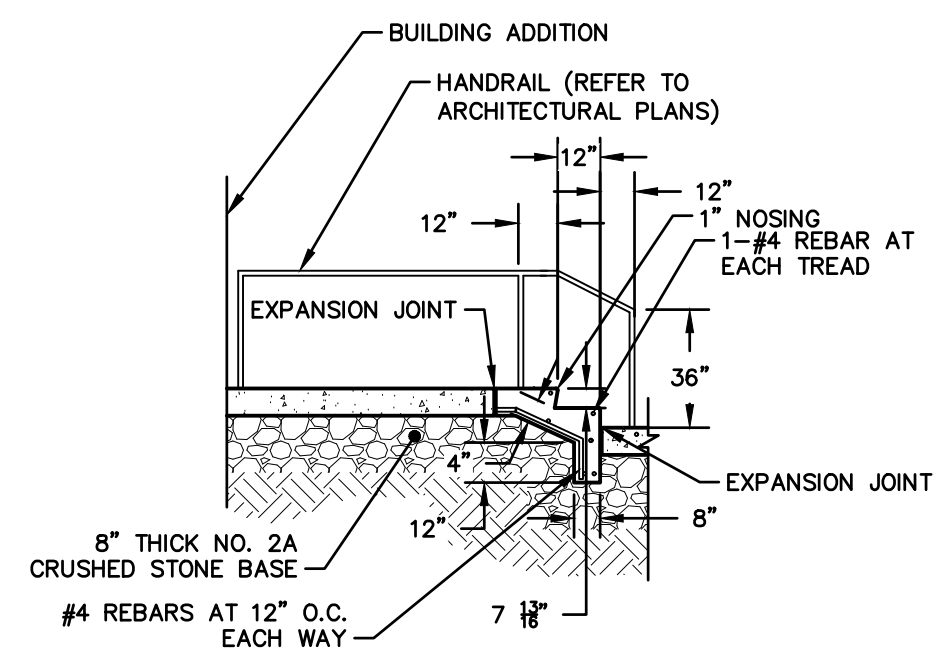 BUILDING ADDITION
HANDRAIL (REFER TO
ARCHITECTURAL PLANS)
12"
12"
12"
1" NOSING
1-#4 REBAR AT
EACH TREAD
EXPANSION JOINT
36"
4"
EXPANSION JOINT
12"
8"
8" THICK NO. 2A
CRUSHED STONE BASE
7 13/16"
#4 REBARS AT 12" O.C.
EACH WAY